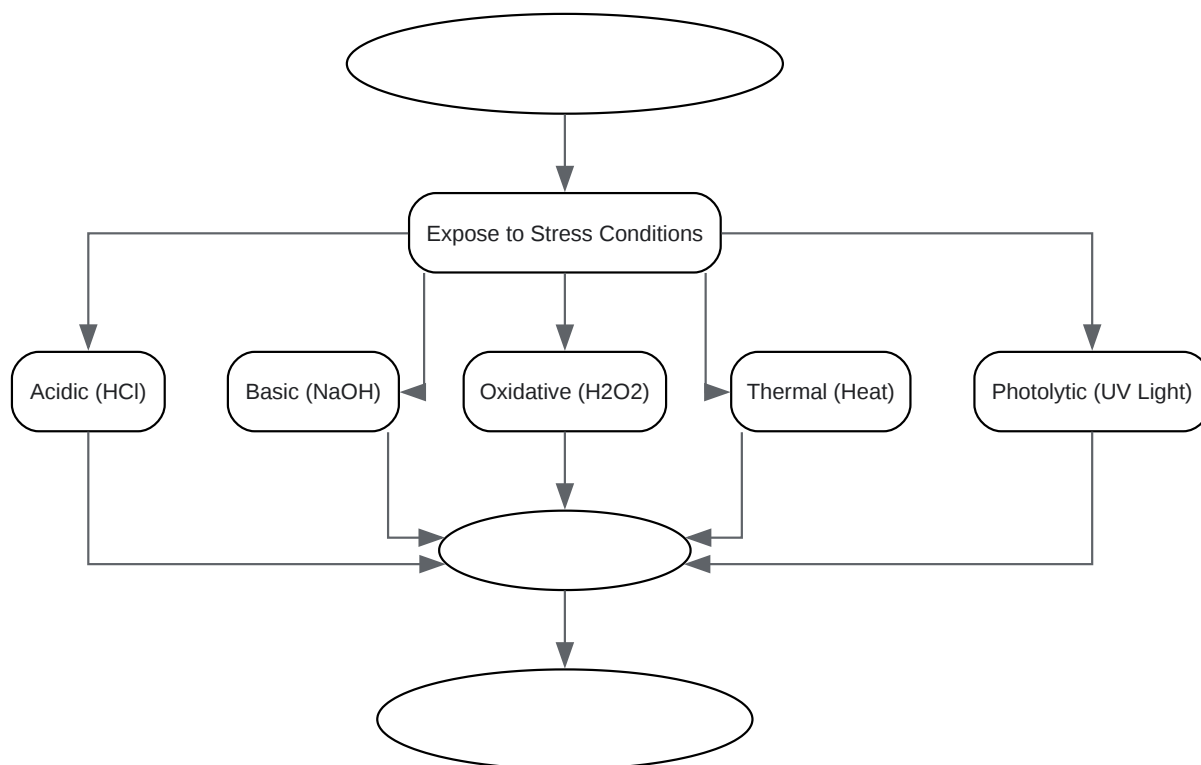 Expose to Stress Conditions
Acidic (HCl)
Basic (NaOH)
Oxidative (H2O2)
Thermal (Heat)
Photolytic (UV Light)